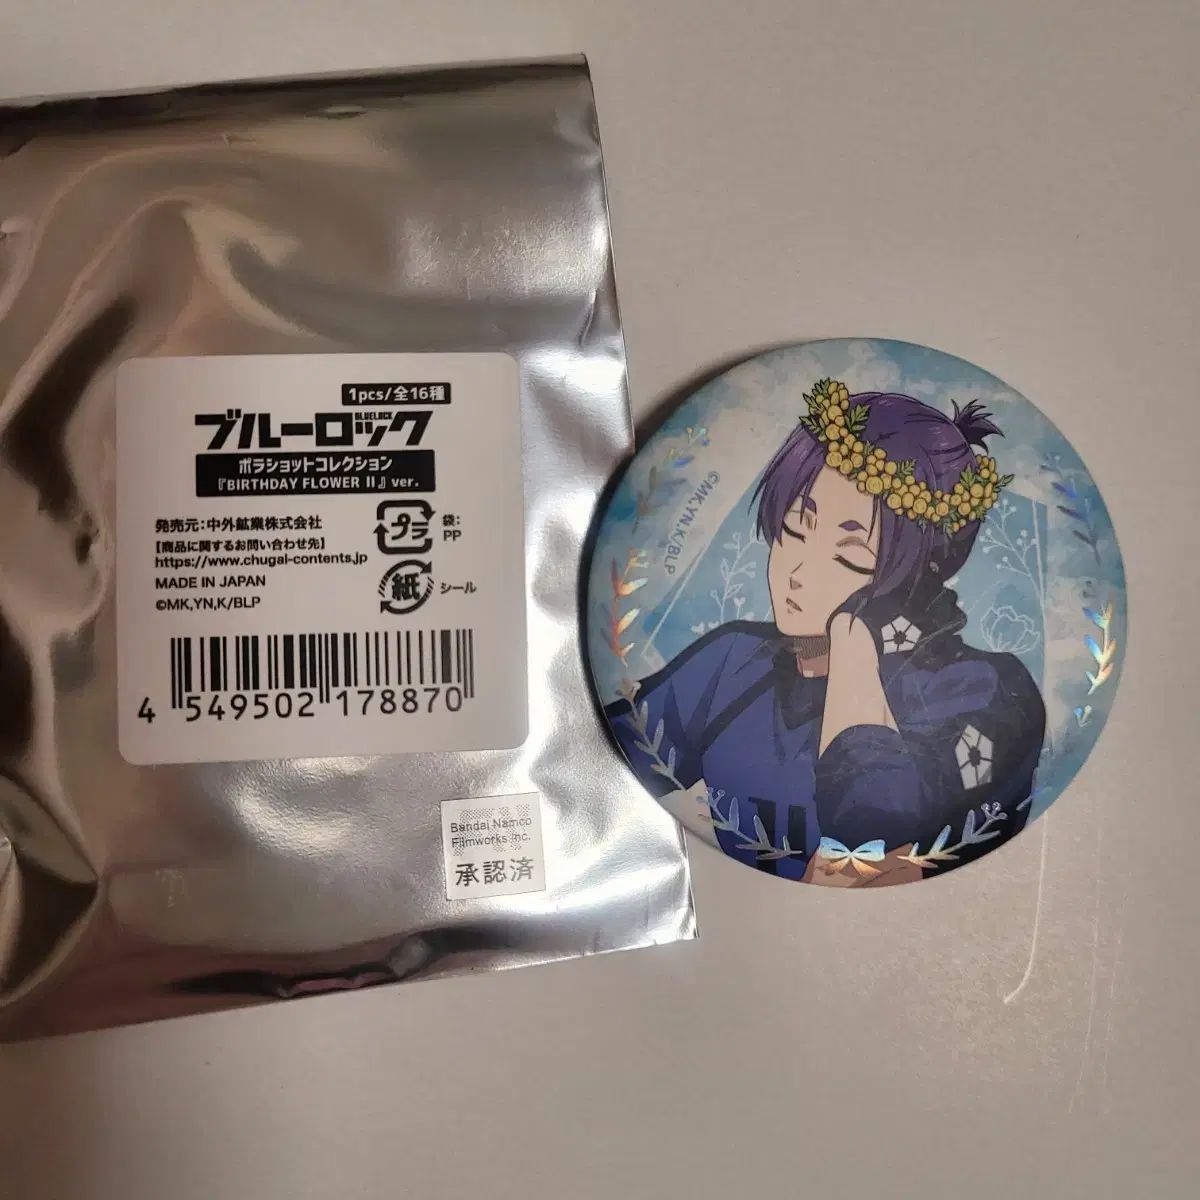 1pcs/全16種
ブルーロック
BLUELOCK
ポラショットコレクション
『BIRTHDAY FLOWER II』ver.
発売元:中外鉱業株式会社
【商品に関するお問い合わせ先】
https://www.chugai-contents.jp
MADE IN JAPAN
©MK,YN,K/BLP
プラ
袋:
PP
紙
シール
4 549502 178870
Bandai Namco
Filmworks Inc.
承認済
©MK,YN,K/BLP